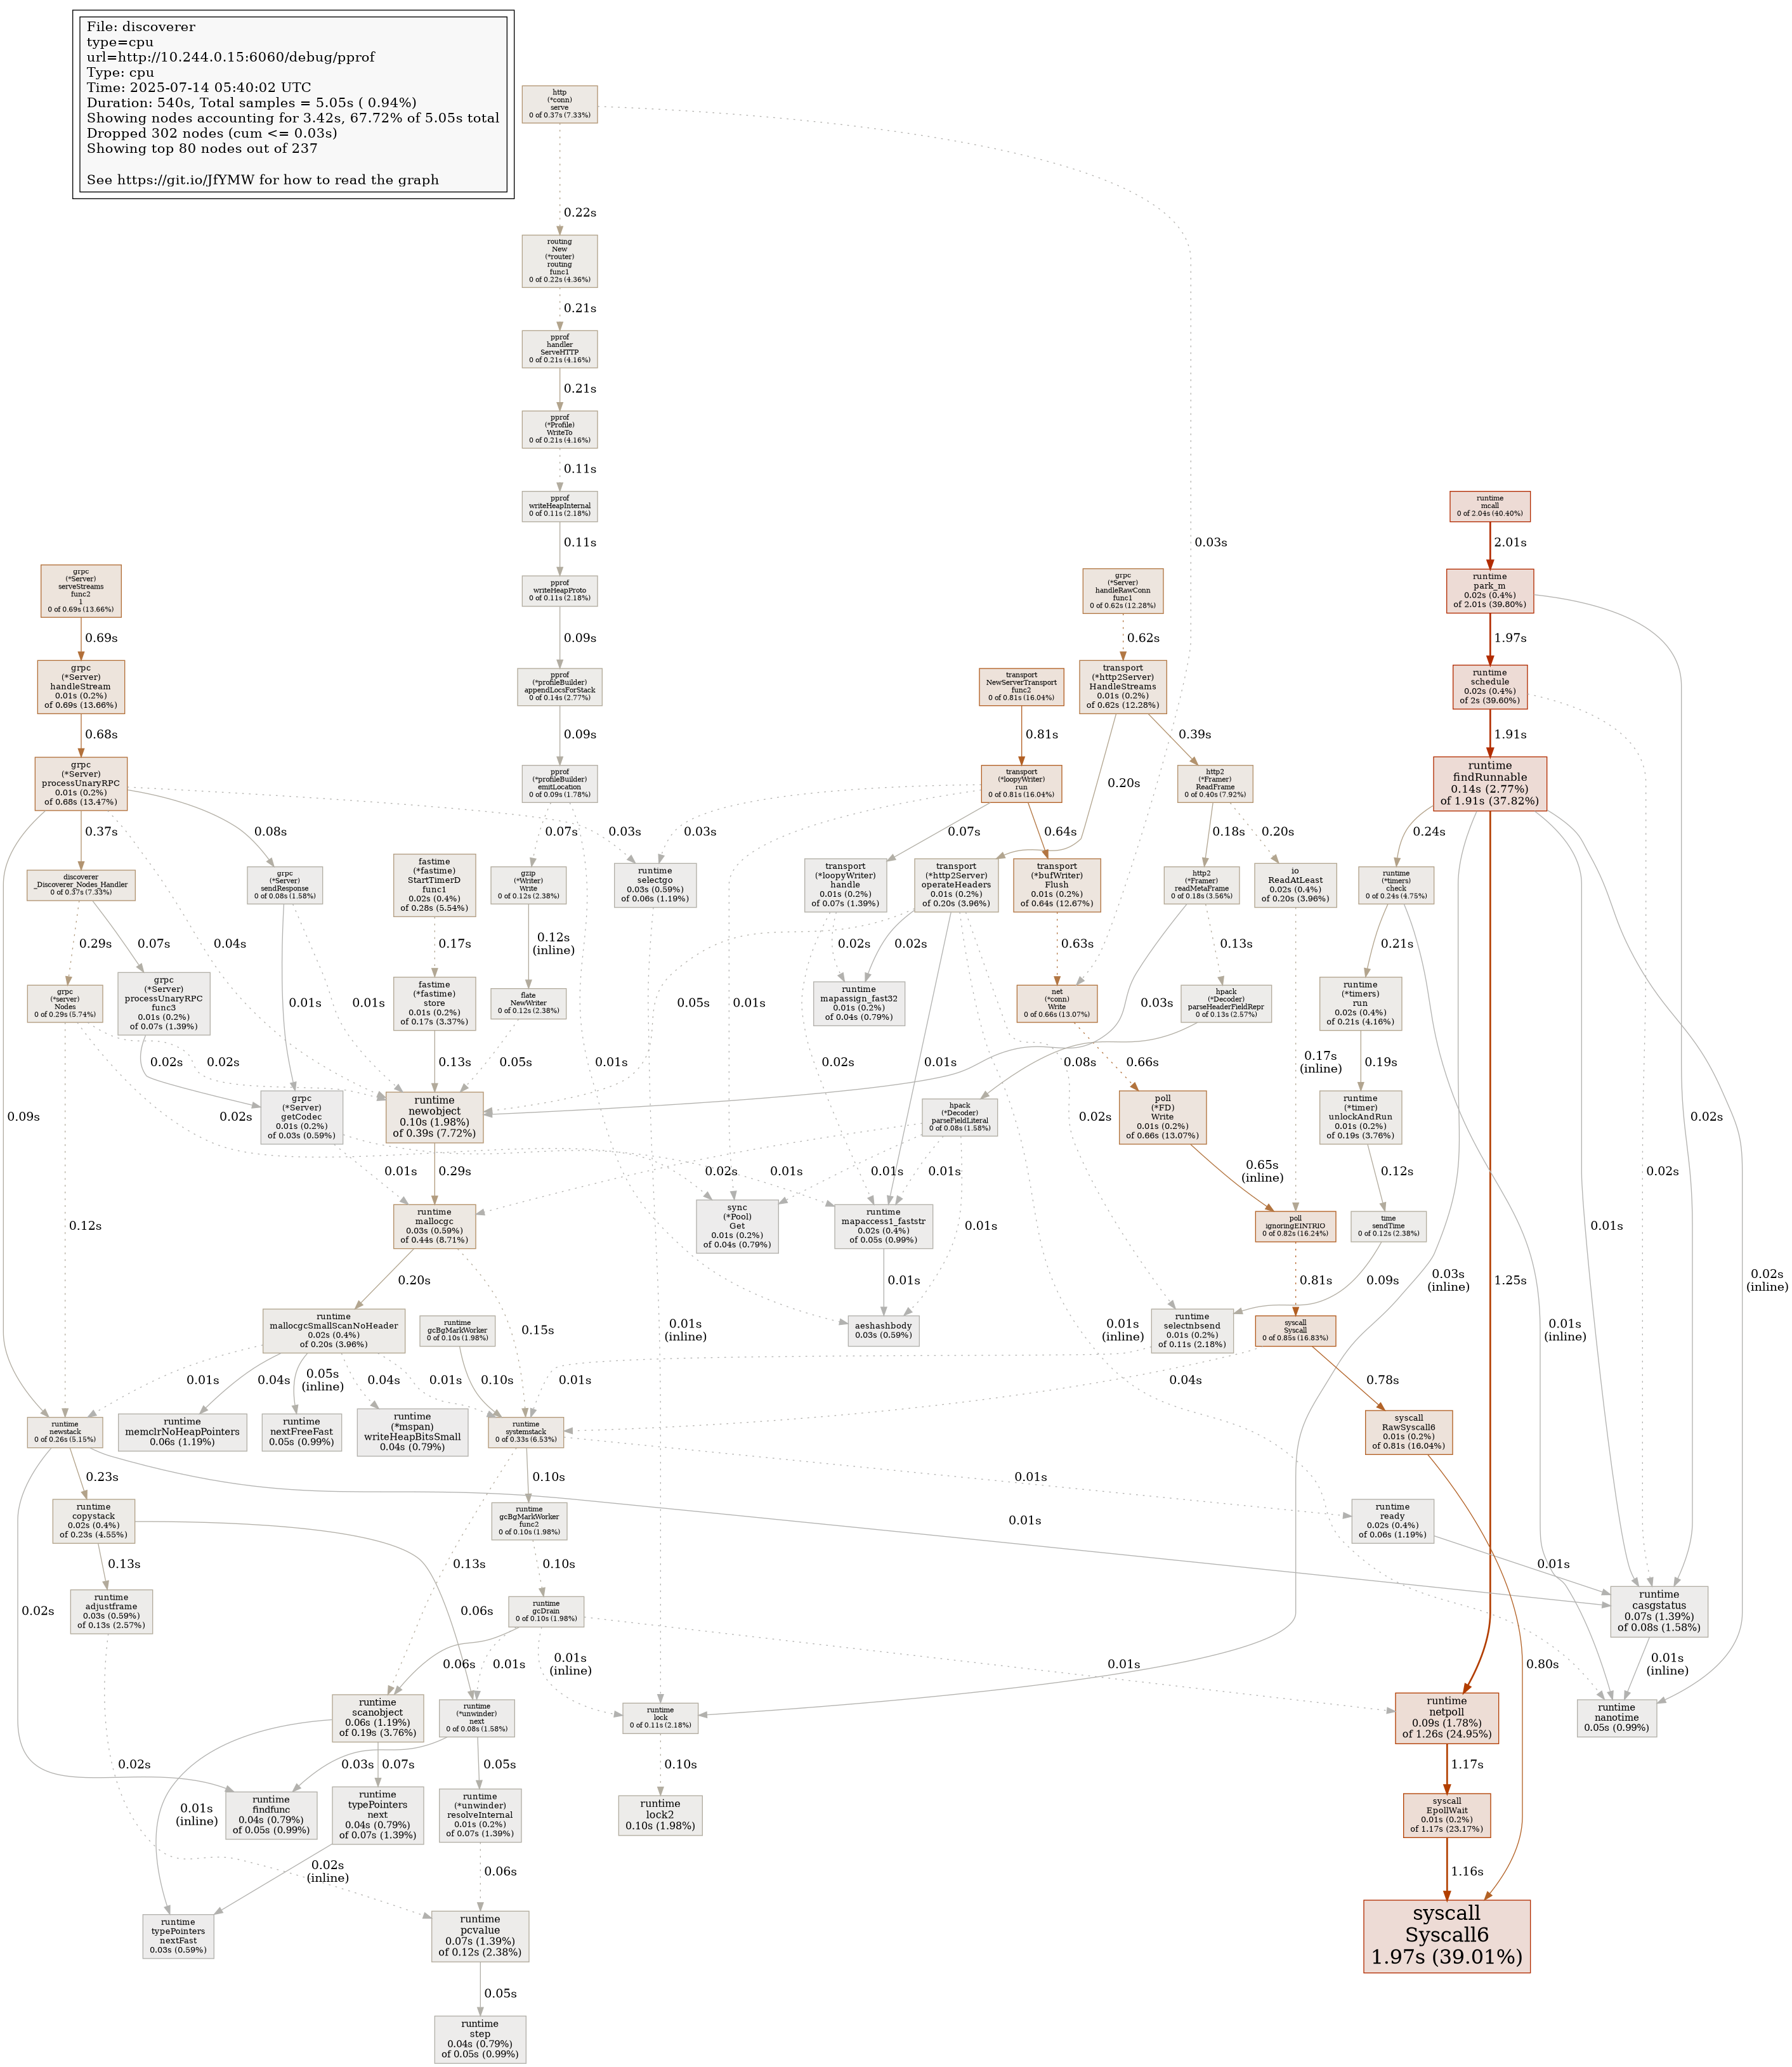 File: discoverer
type=cpu
url=http://10.244.0.15:6060/debug/pprof
Type: cpu
Time: 2025-07-14 05:40:02 UTC
Duration: 540s, Total samples = 5.05s ( 0.94%)
Showing nodes accounting for 3.42s, 67.72% of 5.05s total
Dropped 302 nodes (cum <= 0.03s)
Showing top 80 nodes out of 237
See https://git.io/JfYMW for how to read the graph
http
(*conn)
serve
0 of 0.37s (7.33%)
0.22s
0.03s
routing
New
(*router)
routing
func1
0 of 0.22s (4.36%)
0.21s
pprof
handler
ServeHTTP
0 of 0.21s (4.16%)
0.21s
pprof
(*Profile)
WriteTo
0 of 0.21s (4.16%)
0.11s
pprof
writeHeapInternal
0 of 0.11s (2.18%)
0.11s
pprof
writeHeapProto
0 of 0.11s (2.18%)
0.09s
pprof
(*profileBuilder)
appendLocsForStack
0 of 0.14s (2.77%)
0.09s
pprof
(*profileBuilder)
emitLocation
0 of 0.09s (1.78%)
0.07s
0.01s
runtime
mcall
0 of 2.04s (40.40%)
2.01s
runtime
park_m
0.02s (0.4%)
of 2.01s (39.80%)
1.97s
0.02s
runtime
schedule
0.02s (0.4%)
of 2s (39.60%)
1.91s
0.02s
runtime
findRunnable
0.14s (2.77%)
of 1.91s (37.82%)
0.24s
0.03s
(inline)
1.25s
0.01s
0.02s
(inline)
grpc
(*Server)
serveStreams
func2
1
0 of 0.69s (13.66%)
0.69s
grpc
(*Server)
handleStream
0.01s (0.2%)
of 0.69s (13.66%)
0.68s
grpc
(*Server)
processUnaryRPC
0.01s (0.2%)
of 0.68s (13.47%)
0.09s
0.37s
0.04s
0.08s
0.03s
grpc
(*Server)
handleRawConn
func1
0 of 0.62s (12.28%)
0.62s
transport
(*http2Server)
HandleStreams
0.01s (0.2%)
of 0.62s (12.28%)
0.20s
0.39s
transport
NewServerTransport
func2
0 of 0.81s (16.04%)
0.81s
transport
(*loopyWriter)
run
0 of 0.81s (16.04%)
0.03s
0.01s
0.07s
0.64s
http2
(*Framer)
ReadFrame
0 of 0.40s (7.92%)
0.18s
0.20s
discoverer
_Discoverer_Nodes_Handler
0 of 0.37s (7.33%)
0.29s
0.07s
grpc
(*Server)
sendResponse
0 of 0.08s (1.58%)
0.01s
0.01s
fastime
(*fastime)
StartTimerD
func1
0.02s (0.4%)
of 0.28s (5.54%)
0.17s
gzip
(*Writer)
Write
0 of 0.12s (2.38%)
0.12s
(inline)
runtime
selectgo
0.03s (0.59%)
of 0.06s (1.19%)
0.01s
(inline)
transport
(*loopyWriter)
handle
0.01s (0.2%)
of 0.07s (1.39%)
0.02s
0.02s
transport
(*http2Server)
operateHeaders
0.01s (0.2%)
of 0.20s (3.96%)
0.05s
0.02s
0.01s
0.01s
(inline)
0.02s
transport
(*bufWriter)
Flush
0.01s (0.2%)
of 0.64s (12.67%)
0.63s
http2
(*Framer)
readMetaFrame
0 of 0.18s (3.56%)
0.03s
0.13s
io
ReadAtLeast
0.02s (0.4%)
of 0.20s (3.96%)
0.17s
(inline)
runtime
(*timers)
check
0 of 0.24s (4.75%)
0.21s
0.01s
(inline)
grpc
(*server)
Nodes
0 of 0.29s (5.74%)
0.12s
0.02s
0.02s
grpc
(*Server)
processUnaryRPC
func3
0.01s (0.2%)
of 0.07s (1.39%)
0.02s
fastime
(*fastime)
store
0.01s (0.2%)
of 0.17s (3.37%)
0.13s
flate
NewWriter
0 of 0.12s (2.38%)
0.05s
runtime
mapassign_fast32
0.01s (0.2%)
of 0.04s (0.79%)
net
(*conn)
Write
0 of 0.66s (13.07%)
0.66s
hpack
(*Decoder)
parseHeaderFieldRepr
0 of 0.13s (2.57%)
0.08s
runtime
(*timers)
run
0.02s (0.4%)
of 0.21s (4.16%)
0.19s
grpc
(*Server)
getCodec
0.01s (0.2%)
of 0.03s (0.59%)
0.01s
0.01s
runtime
newobject
0.10s (1.98%)
of 0.39s (7.72%)
0.29s
hpack
(*Decoder)
parseFieldLiteral
0 of 0.08s (1.58%)
0.02s
0.01s
0.01s
0.01s
poll
(*FD)
Write
0.01s (0.2%)
of 0.66s (13.07%)
0.65s
(inline)
runtime
(*timer)
unlockAndRun
0.01s (0.2%)
of 0.19s (3.76%)
0.12s
runtime
mallocgc
0.03s (0.59%)
of 0.44s (8.71%)
0.20s
0.15s
sync
(*Pool)
Get
0.01s (0.2%)
of 0.04s (0.79%)
runtime
mapaccess1_faststr
0.02s (0.4%)
of 0.05s (0.99%)
0.01s
poll
ignoringEINTRIO
0 of 0.82s (16.24%)
0.81s
time
sendTime
0 of 0.12s (2.38%)
0.09s
runtime
mallocgcSmallScanNoHeader
0.02s (0.4%)
of 0.20s (3.96%)
0.01s
0.04s
0.05s
(inline)
0.04s
0.01s
runtime
gcBgMarkWorker
0 of 0.10s (1.98%)
0.10s
aeshashbody
0.03s (0.59%)
runtime
selectnbsend
0.01s (0.2%)
of 0.11s (2.18%)
0.01s
syscall
Syscall
0 of 0.85s (16.83%)
0.04s
0.78s
runtime
newstack
0 of 0.26s (5.15%)
0.02s
0.23s
0.01s
runtime
memclrNoHeapPointers
0.06s (1.19%)
runtime
nextFreeFast
0.05s (0.99%)
runtime
(*mspan)
writeHeapBitsSmall
0.04s (0.79%)
runtime
systemstack
0 of 0.33s (6.53%)
0.13s
0.10s
0.01s
syscall
RawSyscall6
0.01s (0.2%)
of 0.81s (16.04%)
0.80s
runtime
copystack
0.02s (0.4%)
of 0.23s (4.55%)
0.13s
0.06s
runtime
gcBgMarkWorker
func2
0 of 0.10s (1.98%)
0.10s
runtime
ready
0.02s (0.4%)
of 0.06s (1.19%)
0.01s
runtime
adjustframe
0.03s (0.59%)
of 0.13s (2.57%)
0.02s
runtime
gcDrain
0 of 0.10s (1.98%)
0.06s
0.01s
0.01s
(inline)
0.01s
runtime
casgstatus
0.07s (1.39%)
of 0.08s (1.58%)
0.01s
(inline)
runtime
scanobject
0.06s (1.19%)
of 0.19s (3.76%)
0.01s
(inline)
0.07s
runtime
(*unwinder)
next
0 of 0.08s (1.58%)
0.03s
0.05s
runtime
lock
0 of 0.11s (2.18%)
0.10s
runtime
netpoll
0.09s (1.78%)
of 1.26s (24.95%)
1.17s
runtime
nanotime
0.05s (0.99%)
runtime
findfunc
0.04s (0.79%)
of 0.05s (0.99%)
runtime
typePointers
next
0.04s (0.79%)
of 0.07s (1.39%)
0.02s
(inline)
runtime
(*unwinder)
resolveInternal
0.01s (0.2%)
of 0.07s (1.39%)
0.06s
runtime
lock2
0.10s (1.98%)
syscall
EpollWait
0.01s (0.2%)
of 1.17s (23.17%)
1.16s
runtime
typePointers
nextFast
0.03s (0.59%)
runtime
pcvalue
0.07s (1.39%)
of 0.12s (2.38%)
0.05s
syscall
Syscall6
1.97s (39.01%)
runtime
step
0.04s (0.79%)
of 0.05s (0.99%)